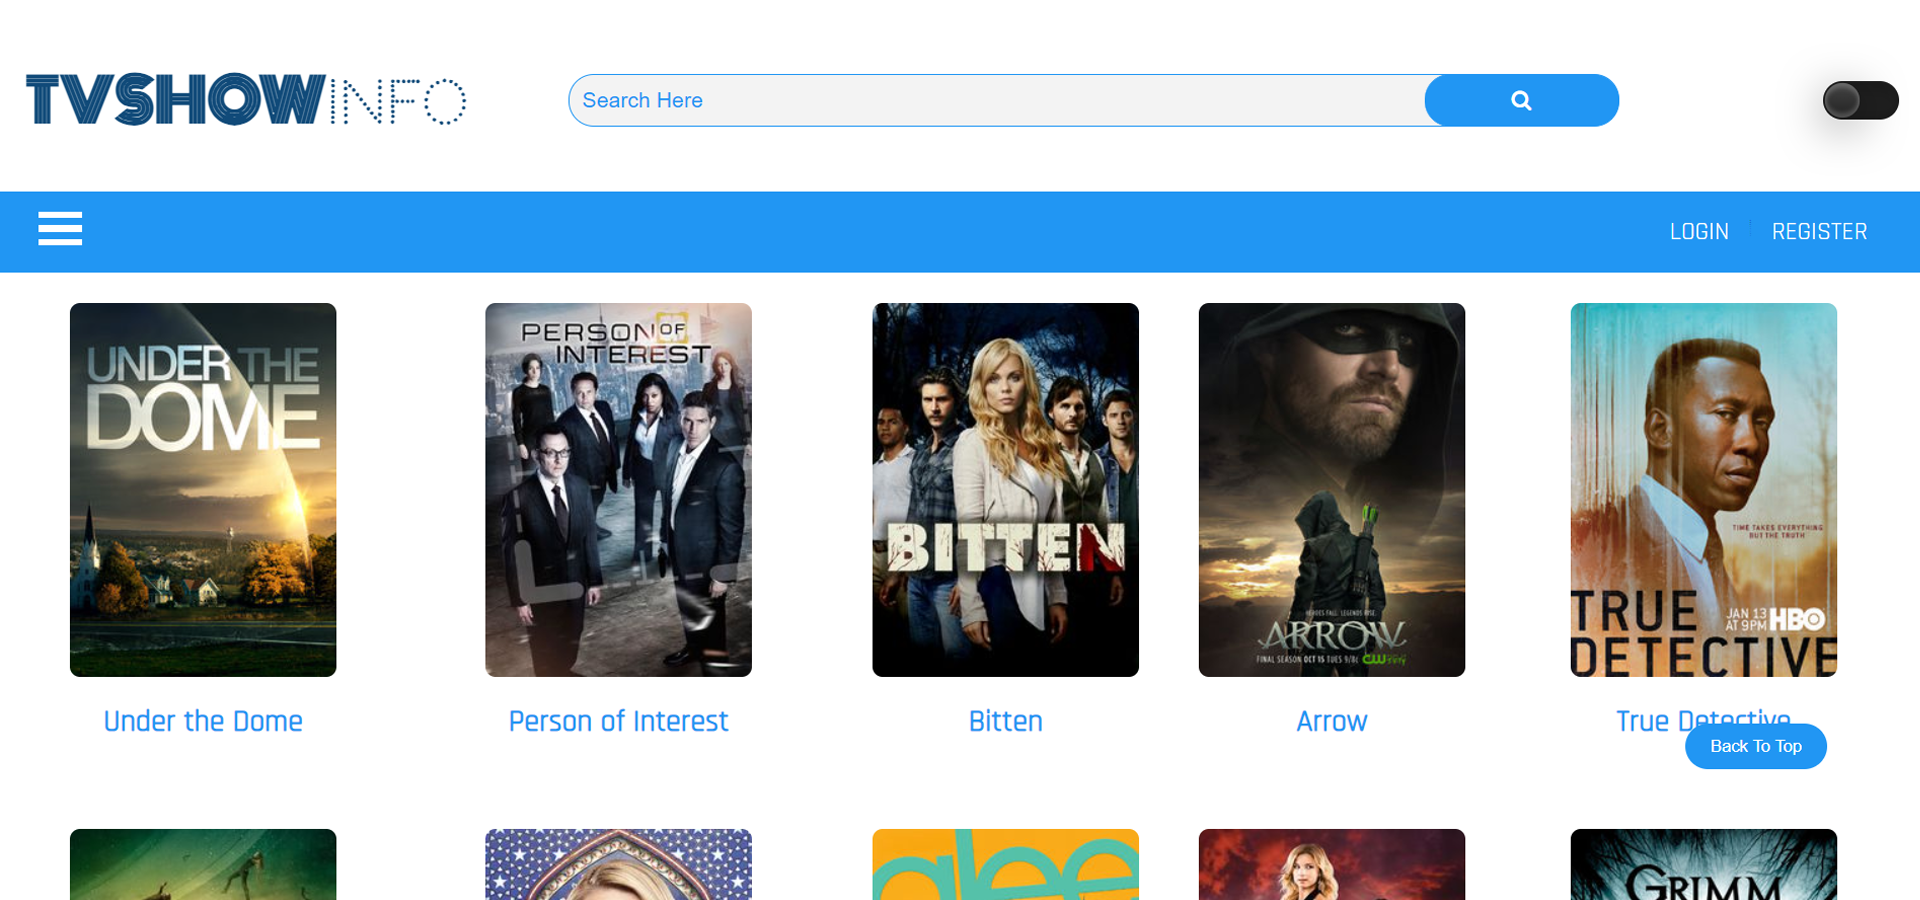 TVSHOWINFO
Search Here
LOGIN
REGISTER
UNDER THE
DOME
PERSON OF
INTEREST
BITTEN
HEROES FALL. LEGENDS RISE.
ARROW
FINAL SEASON OCT 15 TUES 9/8c CW
TIME TAKES EVERYTHING
BUT THE TRUTH
JAN 13
AT 9PM HBO
TRUE
DETECTIVE
Under the Dome
Person of Interest
Bitten
Arrow
True Detective
Back To Top
glee
GRIMM